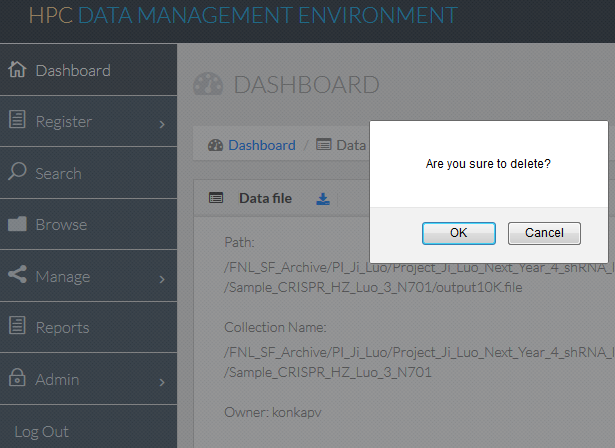 HPC DATA MANAGEMENT ENVIRONMENT
Dashboard
Register
Search
Browse
Manage
Reports
Admin
Log Out
DASHBOARD
Dashboard / Data
Data file
Path:
/FNL_SF_Archive/PI_Ji_Luo/Project_Ji_Luo_Next_Year_4_shRNA_
/Sample_CRISPR_HZ_Luo_3_N701/output10K.file
Collection Name:
/FNL_SF_Archive/PI_Ji_Luo/Project_Ji_Luo_Next_Year_4_shRNA_
/Sample_CRISPR_HZ_Luo_3_N701
Owner: konkapv
Are you sure to delete?
OK Cancel